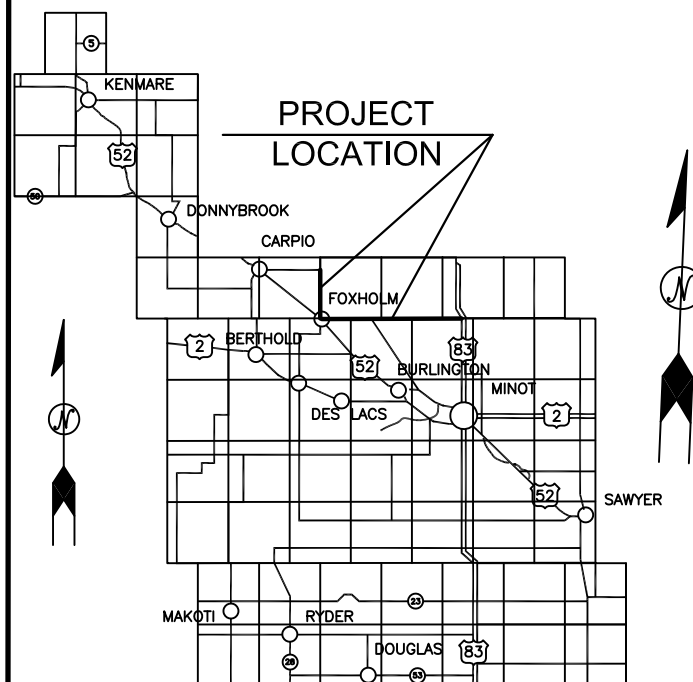 5
KENMARE
PROJECT
LOCATION
52
50
DONNYBROOK
CARPIO
N
FOXHOLM
BERTHOLD
2
83
52
BURLINGTON
MINOT
N
DES LACS
2
52
SAWYER
23
MAKOTI
RYDER
DOUGLAS
83
28
53